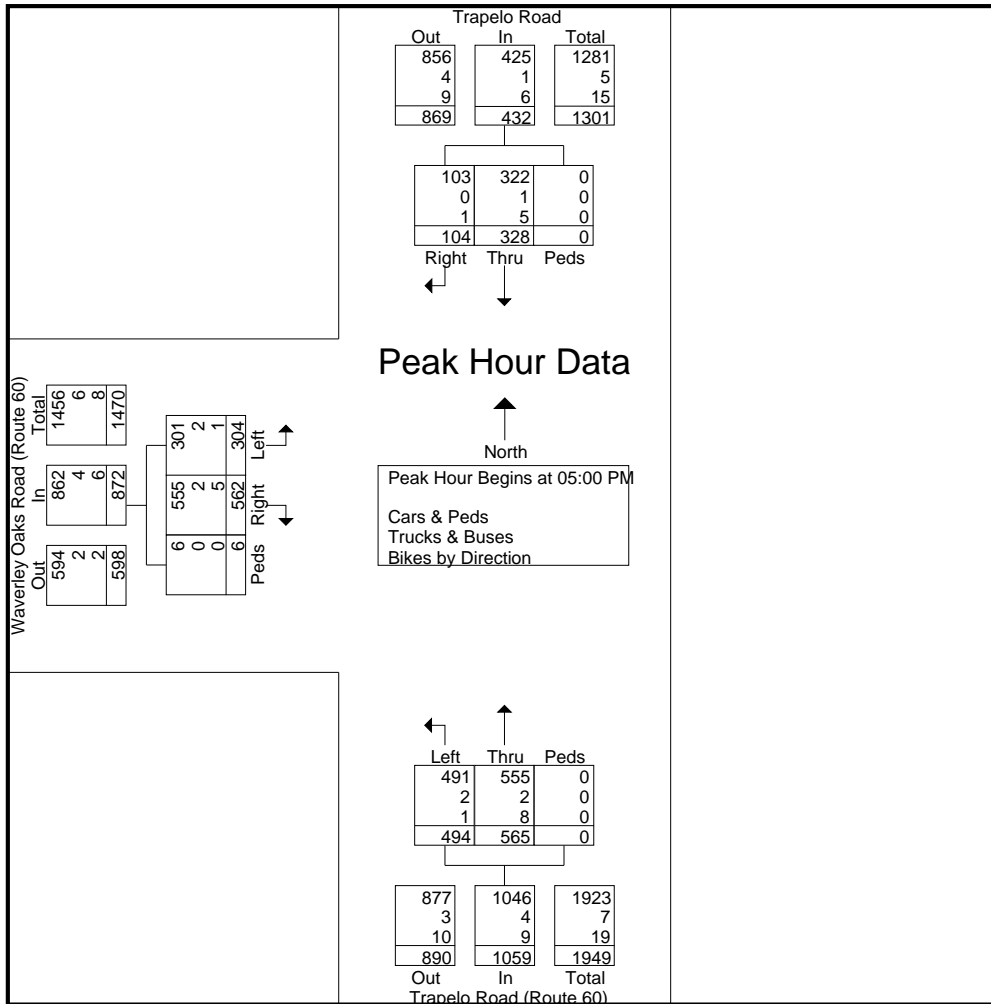 Trapelo Road
Out In Total
856 425 1281
4 1 5
9 6 15
869 432 1301
103 322 0
0 1 0
1 5 0
104 328 0
Right Thru Peds
Peak Hour Data
North
Peak Hour Begins at 05:00 PM
Cars & Peds
Trucks & Buses
Bikes by Direction
Waverley Oaks Road (Route 60)
Out In Total
594 862 1456
2 4 6
2 6 8
598 872 1470
6 555 301
0 2 2
0 5 1
6 562 304
Peds Right Left
Left Thru Peds
491 555 0
2 2 0
1 8 0
494 565 0
877 1046 1923
3 4 7
10 9 19
890 1059 1949
Out In Total
Trapelo Road (Route 60)